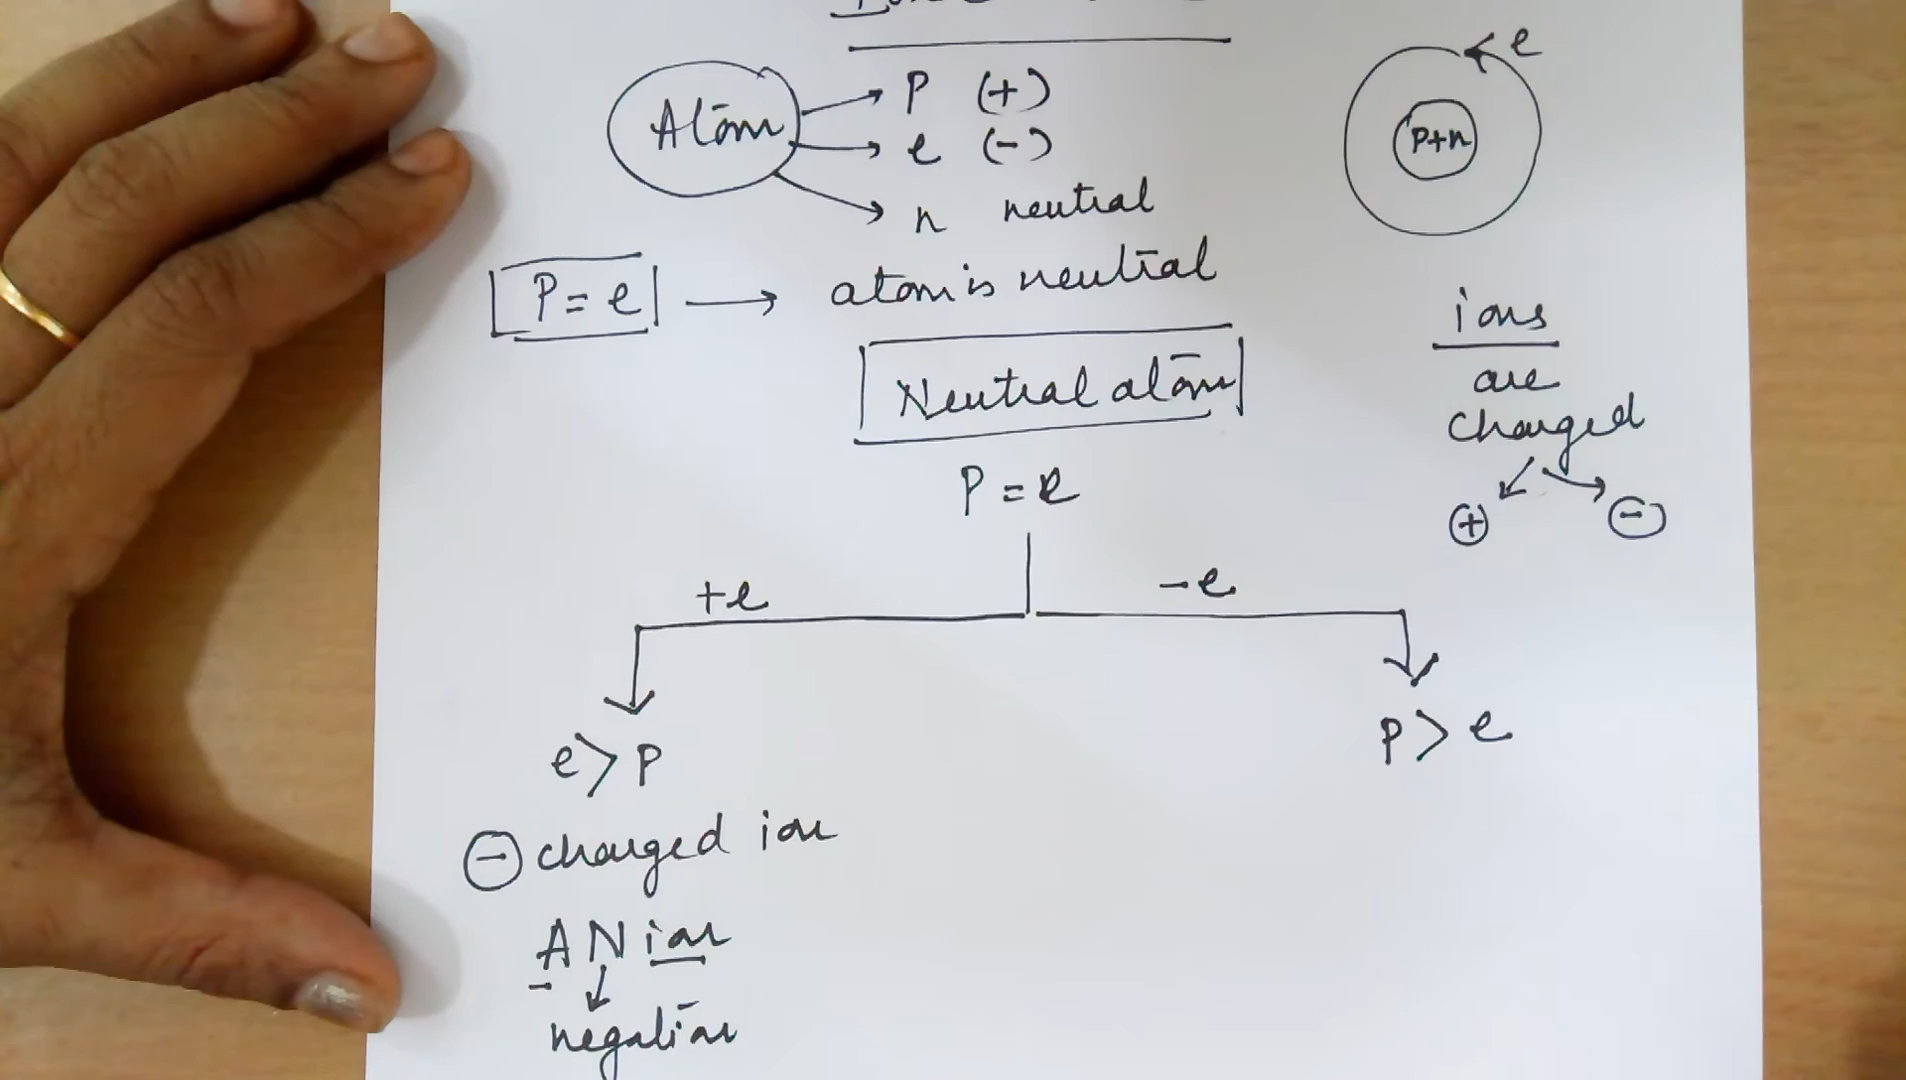 Atom
P (+)
e (-)
n neutral
e
P+n
P = e → atom is neutral
Neutral atom
P = e
ions
are
charged
+ -
+e
-e
e > P
P > e
- charged ion
ANion
-
negative